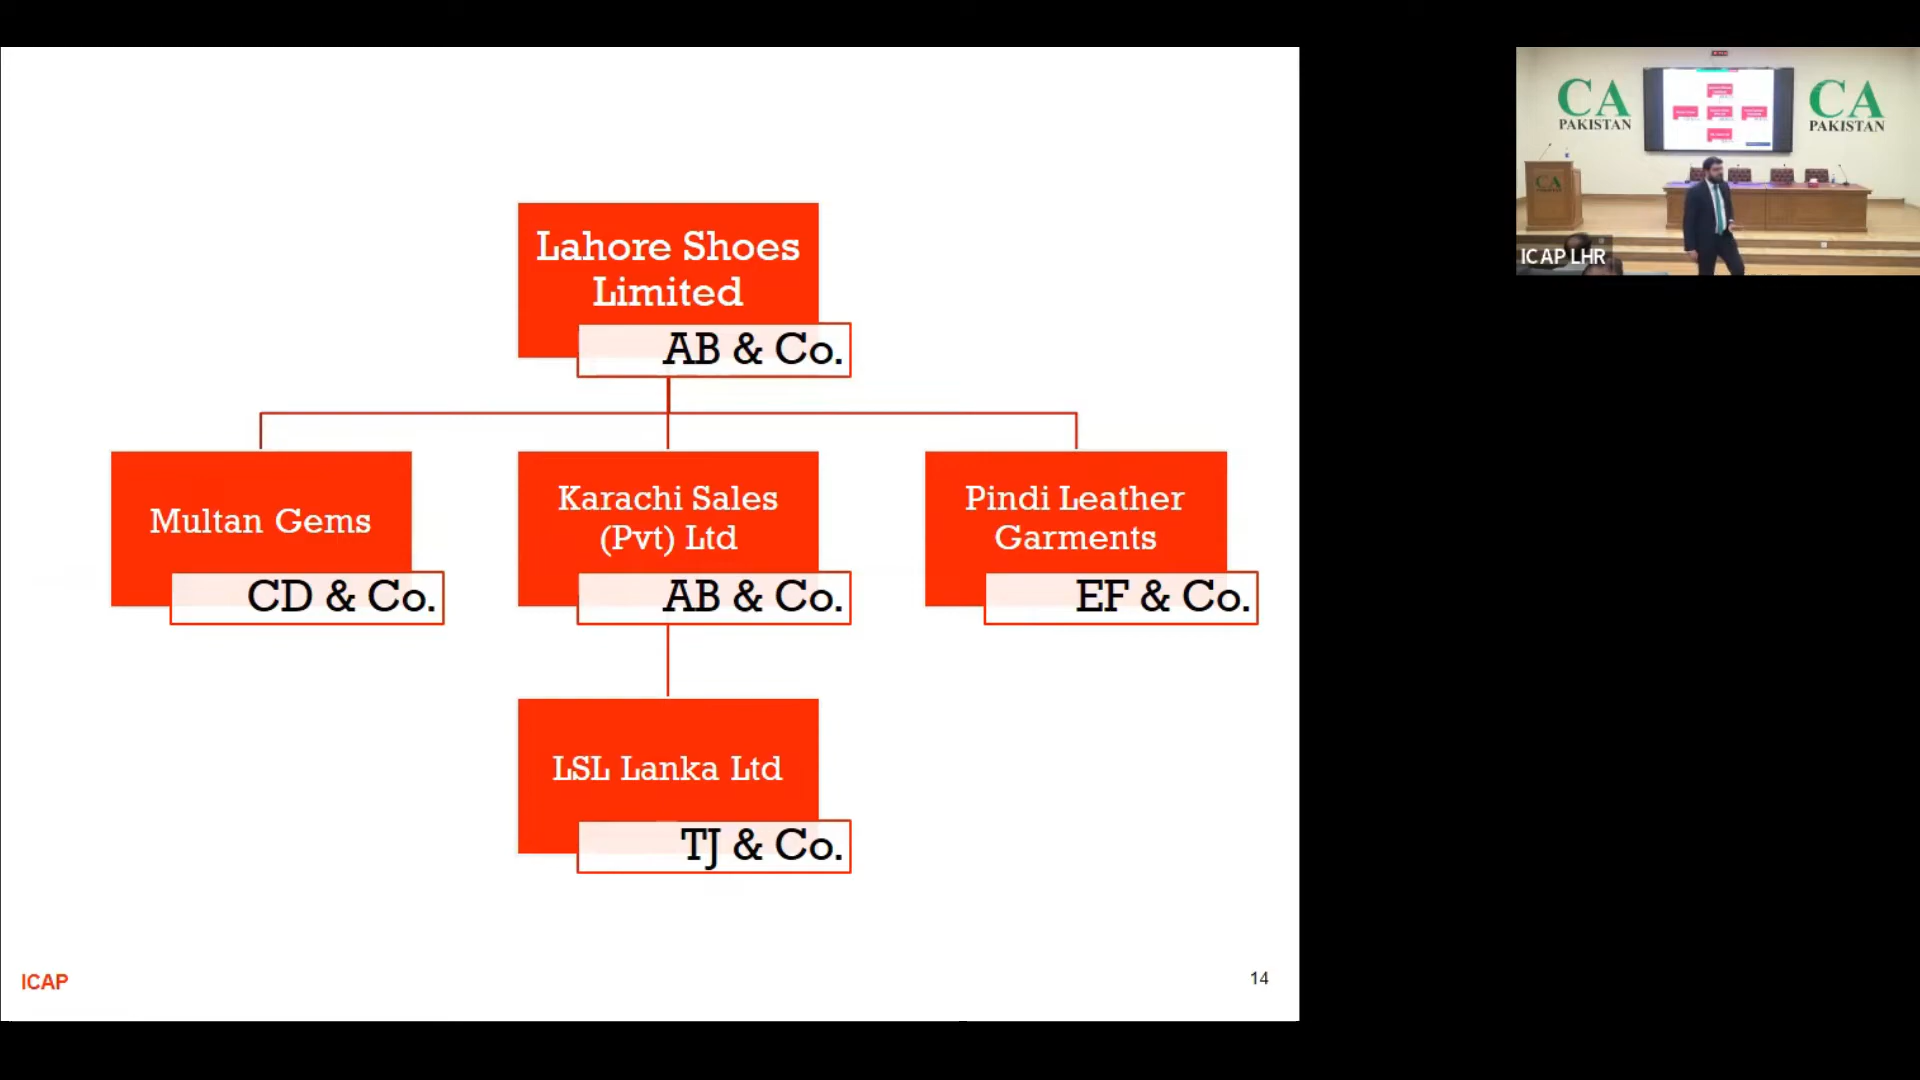 Lahore Shoes
Limited
AB & Co.
Multan Gems
CD & Co.
Karachi Sales
(Pvt) Ltd
AB & Co.
Pindi Leather
Garments
EF & Co.
LSL Lanka Ltd
TJ & Co.
ICAP
14
CA
PAKISTAN
CA
PAKISTAN
CA
ICAP LHR